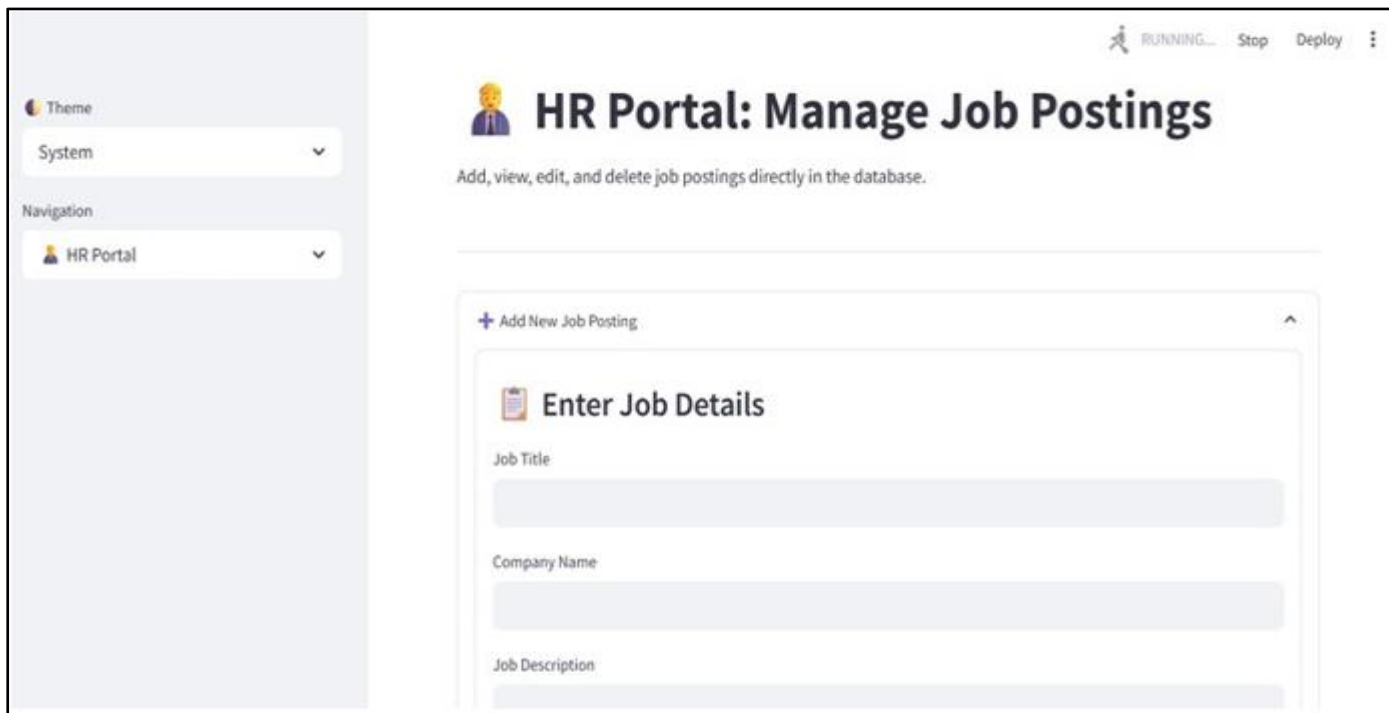 RUNNING... Stop Deploy
Theme
System
Navigation
HR Portal
HR Portal: Manage Job Postings
Add, view, edit, and delete job postings directly in the database.
Add New Job Posting
Enter Job Details
Job Title
Company Name
Job Description